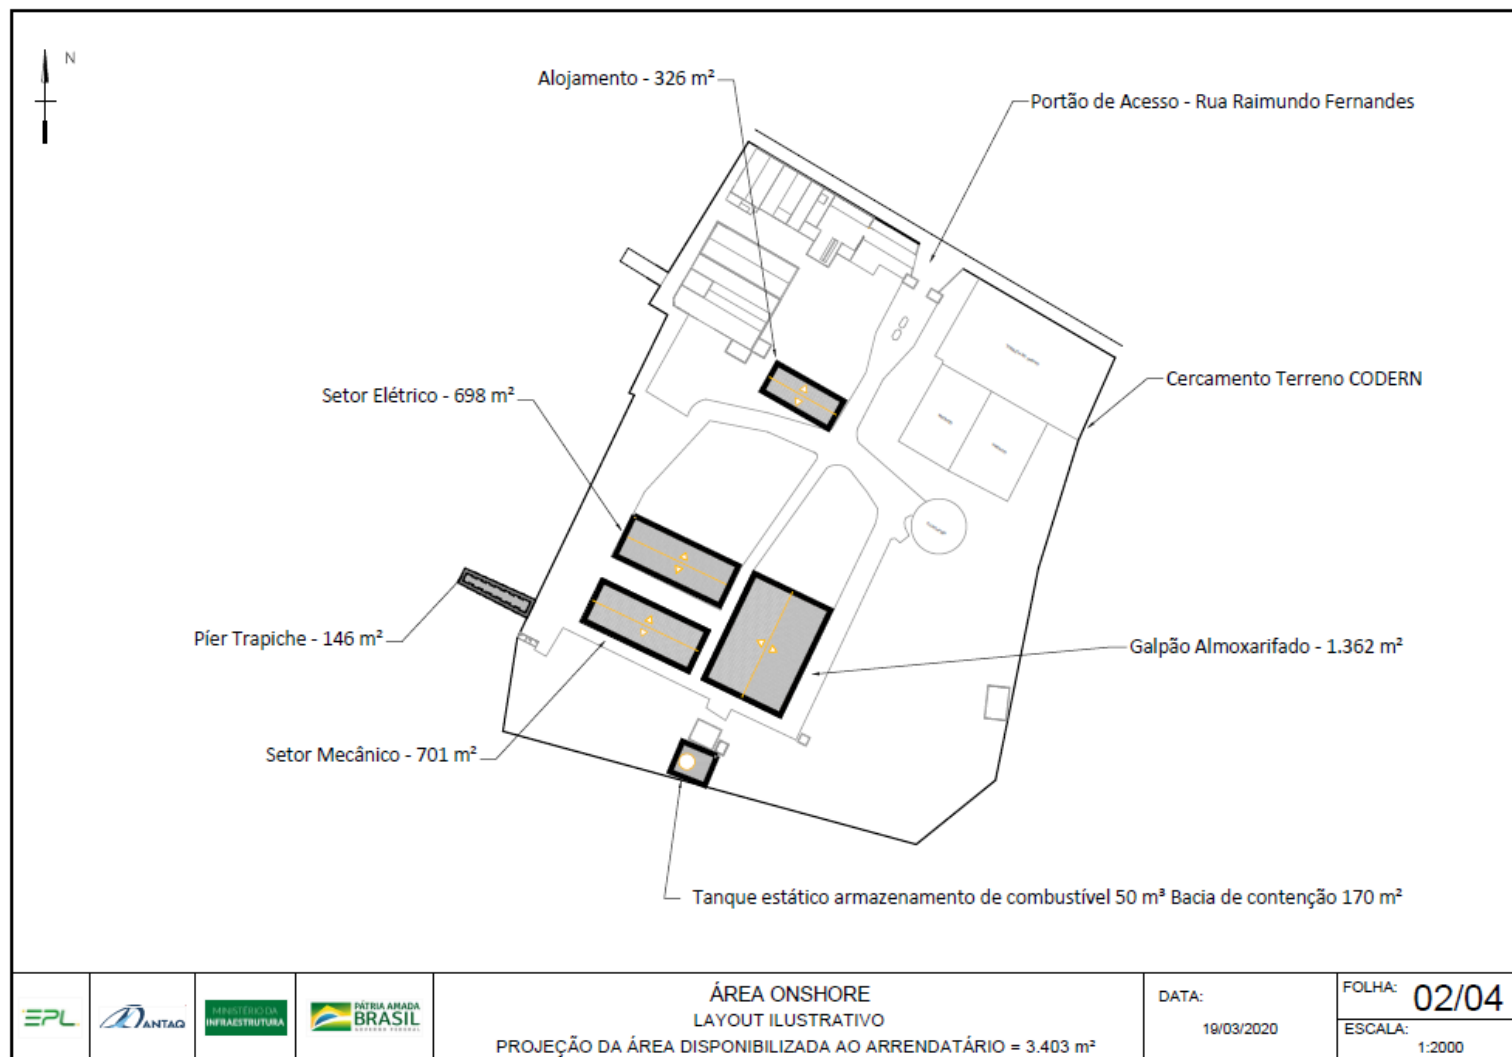 N
Alojamento - 326 m²
Portão de Acesso - Rua Raimundo Fernandes
Setor Elétrico - 698 m²
Cercamento Terreno CODERN
Píer Trapiche - 146 m²
Galpão Almoxarifado - 1.362 m²
Setor Mecânico - 701 m²
Tanque estático armazenamento de combustível 50 m³ Bacia de contenção 170 m²
EPL
ANTAQ
MINISTÉRIO DA
INFRAESTRUTURA
PÁTRIA AMADA
BRASIL
GOVERNO FEDERAL
ÁREA ONSHORE
LAYOUT ILUSTRATIVO
PROJEÇÃO DA ÁREA DISPONIBILIZADA AO ARRENDATÁRIO = 3.403 m²
DATA:
19/03/2020
FOLHA: 02/04
ESCALA:
1:2000